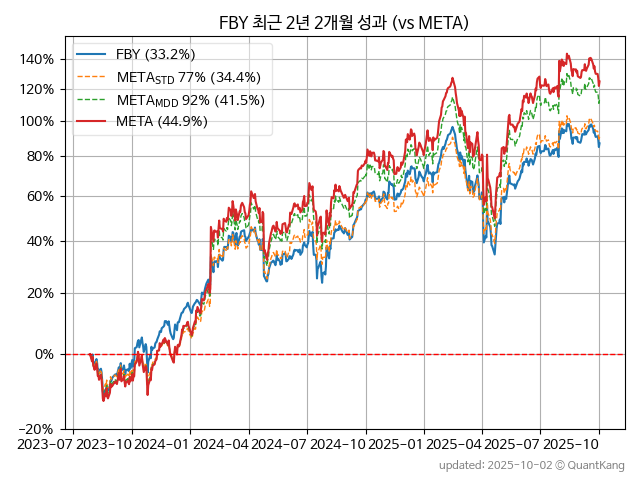 FBY 최근 2년 2개월 성과 (vs META)
FBY (33.2%)
METASTD 77% (34.4%)
METAMDD 92% (41.5%)
META (44.9%)
140%
120%
100%
80%
60%
40%
20%
0%
−20%
2023-07 2023-10 2024-01 2024-04 2024-07 2024-10 2025-01 2025-04 2025-07 2025-10
updated: 2025-10-02 © QuantKang